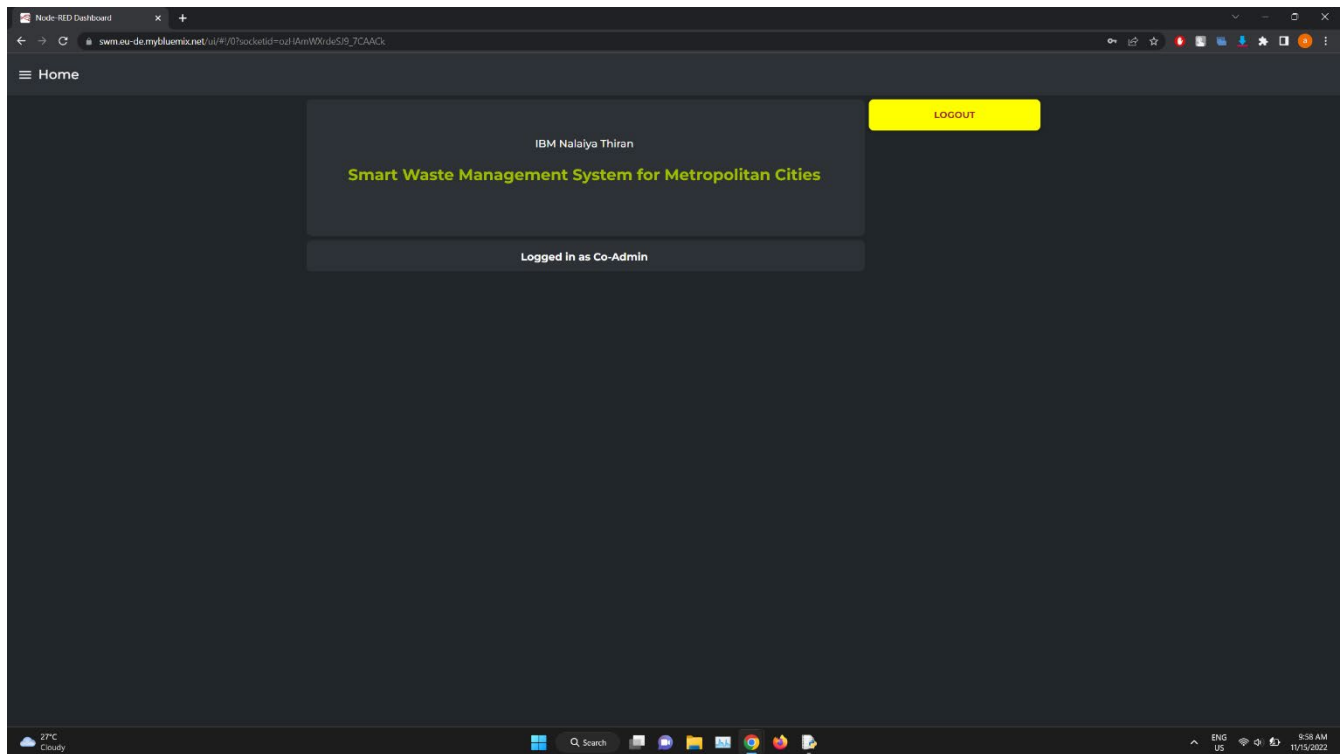 Node-RED Dashboard
swm.eu-de.mybluemix.net/ui/#!/0?socketid=ozHAmWXrdeSJ9_7CAACk
Home
LOGOUT
IBM Nalaiya Thiran
Smart Waste Management System for Metropolitan Cities
Logged in as Co-Admin
27°C
Cloudy
Search
ENG
US
9:58 AM
11/15/2022